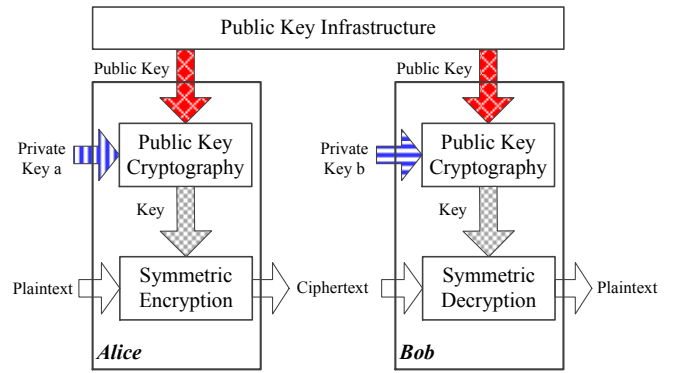 Public Key Infrastructure
Public Key
Public Key
Private
Key a
Public Key
Cryptography
Private
Key b
Public Key
Cryptography
Key
Key
Plaintext
Symmetric
Encryption
Ciphertext
Symmetric
Decryption
Plaintext
Alice
Bob